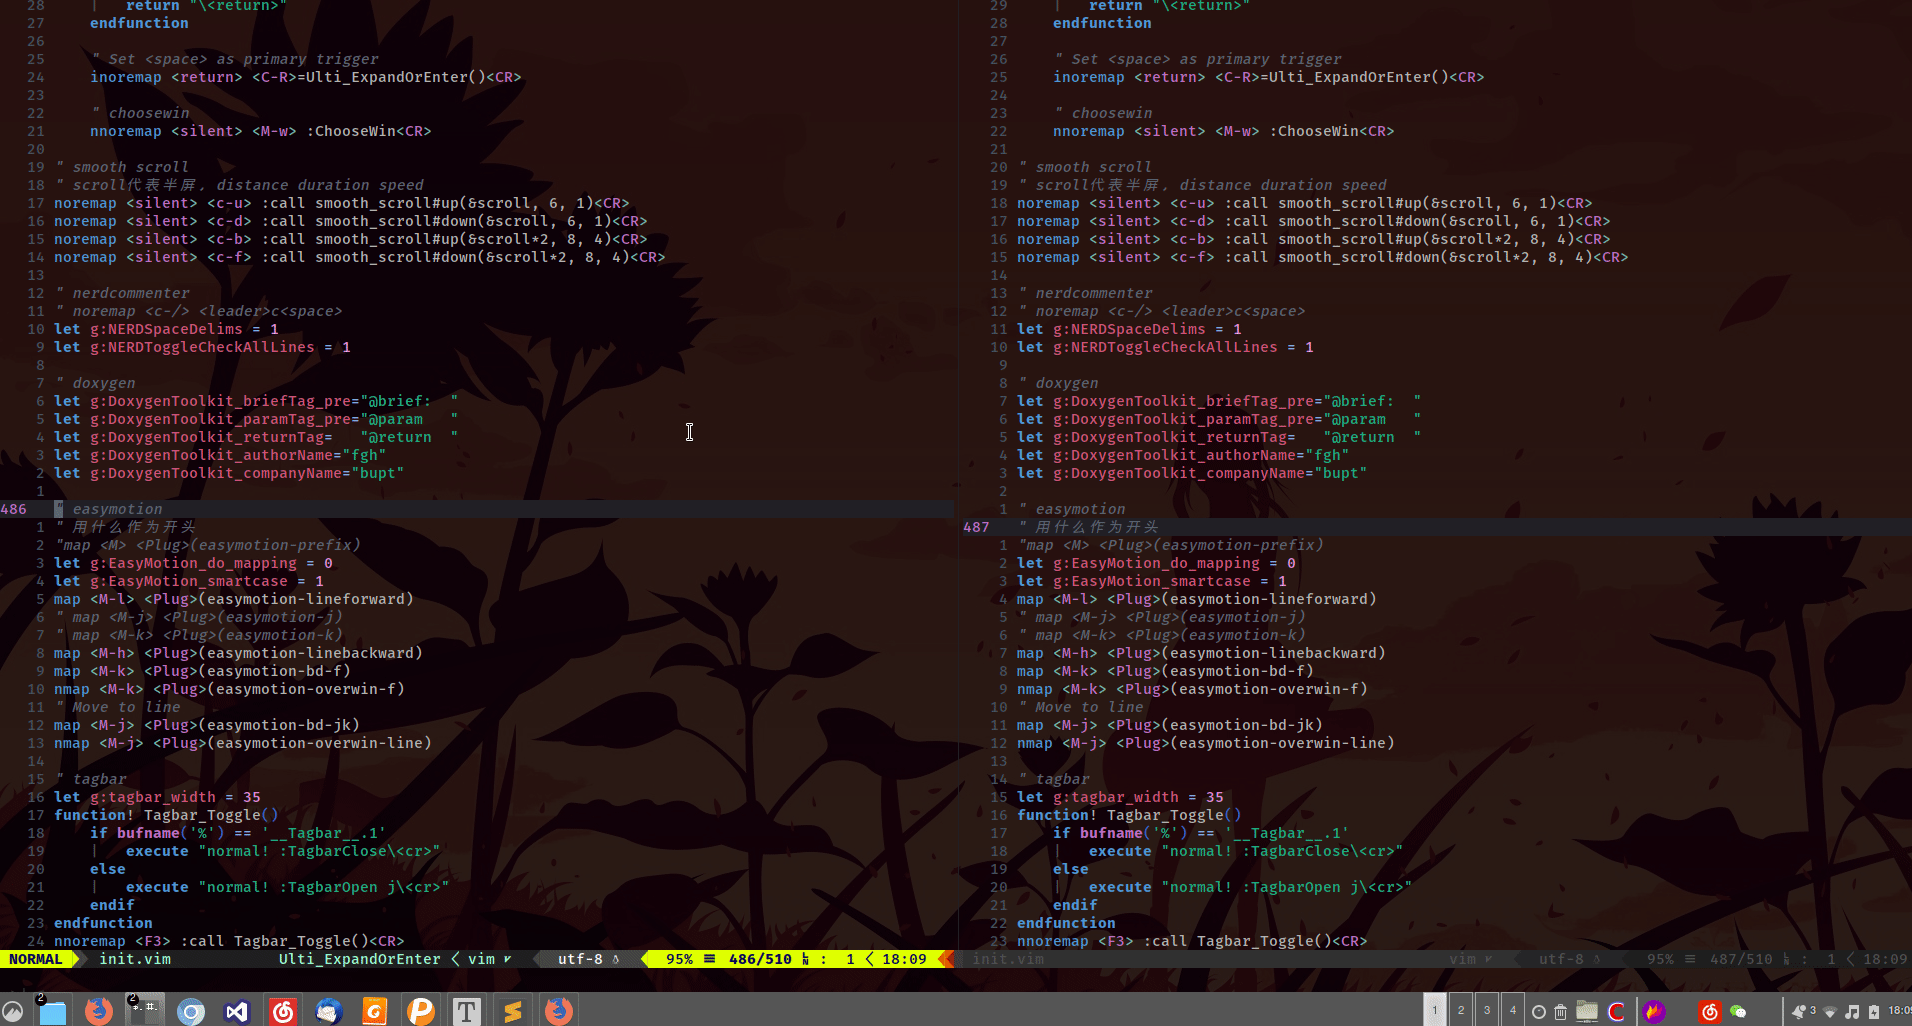 28 | return "\<return>"
27 endfunction
26
25 " Set <space> as primary trigger
24 inoremap <return> <C-R>=Ulti_ExpandOrEnter()<CR>
23
22 " choosewin
21 nnoremap <silent> <M-w> :ChooseWin<CR>
20
19 " smooth scroll
18 " scroll代表半屏, distance duration speed
17 noremap <silent> <c-u> :call smooth_scroll#up(&scroll, 6, 1)<CR>
16 noremap <silent> <c-d> :call smooth_scroll#down(&scroll, 6, 1)<CR>
15 noremap <silent> <c-b> :call smooth_scroll#up(&scroll*2, 8, 4)<CR>
14 noremap <silent> <c-f> :call smooth_scroll#down(&scroll*2, 8, 4)<CR>
13
12 " nerdcommenter
11 " noremap <c-/> <leader>c<space>
10 let g:NERDSpaceDelims = 1
9 let g:NERDToggleCheckAllLines = 1
8
7 " doxygen
6 let g:DoxygenToolkit_briefTag_pre="@brief:  "
5 let g:DoxygenToolkit_paramTag_pre="@param   "
4 let g:DoxygenToolkit_returnTag=   "@return  "
3 let g:DoxygenToolkit_authorName="fgh"
2 let g:DoxygenToolkit_companyName="bupt"
1
486 " easymotion
1 " 用什么作为开头
2 "map <M> <Plug>(easymotion-prefix)
3 let g:EasyMotion_do_mapping = 0
4 let g:EasyMotion_smartcase = 1
5 map <M-l> <Plug>(easymotion-lineforward)
6 " map <M-j> <Plug>(easymotion-j)
7 " map <M-k> <Plug>(easymotion-k)
8 map <M-h> <Plug>(easymotion-linebackward)
9 map <M-k> <Plug>(easymotion-bd-f)
10 nmap <M-k> <Plug>(easymotion-overwin-f)
11 " Move to line
12 map <M-j> <Plug>(easymotion-bd-jk)
13 nmap <M-j> <Plug>(easymotion-overwin-line)
14
15 " tagbar
16 let g:tagbar_width = 35
17 function! Tagbar_Toggle()
18 if bufname('%') == '__Tagbar__.1'
19 | execute "normal! :TagbarClose\<cr>"
20 else
21 | execute "normal! :TagbarOpen j\<cr>"
22 endif
23 endfunction
24 nnoremap <F3> :call Tagbar_Toggle()<CR>
NORMAL init.vim Ulti_ExpandOrEnter < vim utf-8 95% ≡ 486/510 : 1 < 18:09
29 | return "\<return>"
28 endfunction
27
26 " Set <space> as primary trigger
25 inoremap <return> <C-R>=Ulti_ExpandOrEnter()<CR>
24
23 " choosewin
22 nnoremap <silent> <M-w> :ChooseWin<CR>
21
20 " smooth scroll
19 " scroll代表半屏, distance duration speed
18 noremap <silent> <c-u> :call smooth_scroll#up(&scroll, 6, 1)<CR>
17 noremap <silent> <c-d> :call smooth_scroll#down(&scroll, 6, 1)<CR>
16 noremap <silent> <c-b> :call smooth_scroll#up(&scroll*2, 8, 4)<CR>
15 noremap <silent> <c-f> :call smooth_scroll#down(&scroll*2, 8, 4)<CR>
14
13 " nerdcommenter
12 " noremap <c-/> <leader>c<space>
11 let g:NERDSpaceDelims = 1
10 let g:NERDToggleCheckAllLines = 1
9
8 " doxygen
7 let g:DoxygenToolkit_briefTag_pre="@brief:  "
6 let g:DoxygenToolkit_paramTag_pre="@param   "
5 let g:DoxygenToolkit_returnTag=   "@return  "
4 let g:DoxygenToolkit_authorName="fgh"
3 let g:DoxygenToolkit_companyName="bupt"
2
1 " easymotion
487 " 用什么作为开头
1 "map <M> <Plug>(easymotion-prefix)
2 let g:EasyMotion_do_mapping = 0
3 let g:EasyMotion_smartcase = 1
4 map <M-l> <Plug>(easymotion-lineforward)
5 " map <M-j> <Plug>(easymotion-j)
6 " map <M-k> <Plug>(easymotion-k)
7 map <M-h> <Plug>(easymotion-linebackward)
8 map <M-k> <Plug>(easymotion-bd-f)
9 nmap <M-k> <Plug>(easymotion-overwin-f)
10 " Move to line
11 map <M-j> <Plug>(easymotion-bd-jk)
12 nmap <M-j> <Plug>(easymotion-overwin-line)
13
14 " tagbar
15 let g:tagbar_width = 35
16 function! Tagbar_Toggle()
17 if bufname('%') == '__Tagbar__.1'
18 | execute "normal! :TagbarClose\<cr>"
19 else
20 | execute "normal! :TagbarOpen j\<cr>"
21 endif
22 endfunction
23 nnoremap <F3> :call Tagbar_Toggle()<CR>
init.vim vim utf-8 95% ≡ 487/510 : 1 < 18:09
2 2 1 2 3 4 3 18:09